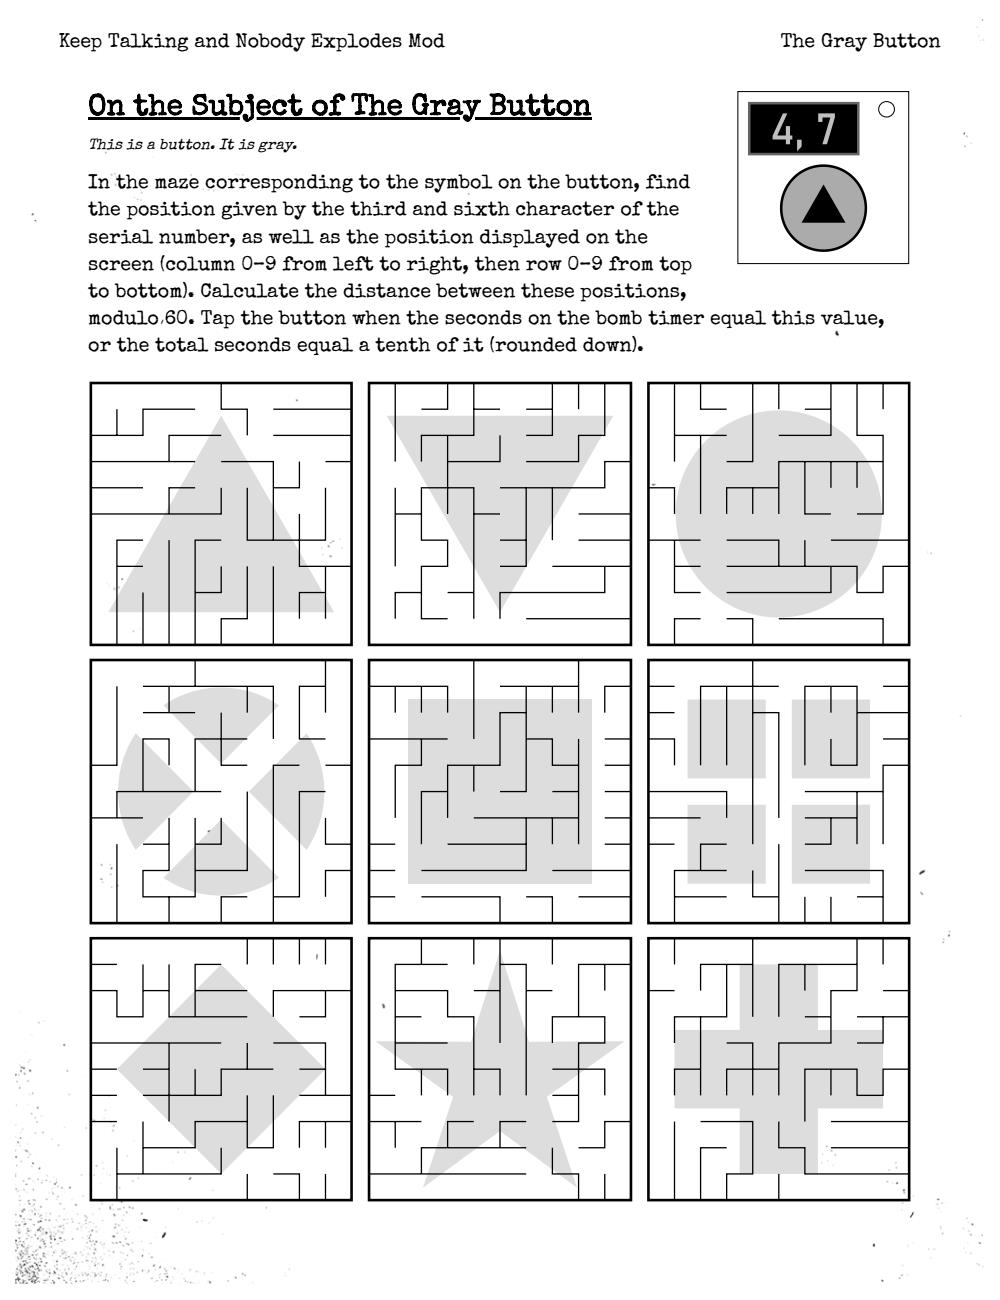 Keep Talking and Nobody Explodes Mod
The Gray Button
On the Subject of The Gray Button
This is a button. It is gray.
4, 7
In the maze corresponding to the symbol on the button, find
the position given by the third and sixth character of the
serial number, as well as the position displayed on the
screen (column 0–9 from left to right, then row 0–9 from top
to bottom). Calculate the distance between these positions,
modulo 60. Tap the button when the seconds on the bomb timer equal this value,
or the total seconds equal a tenth of it (rounded down).